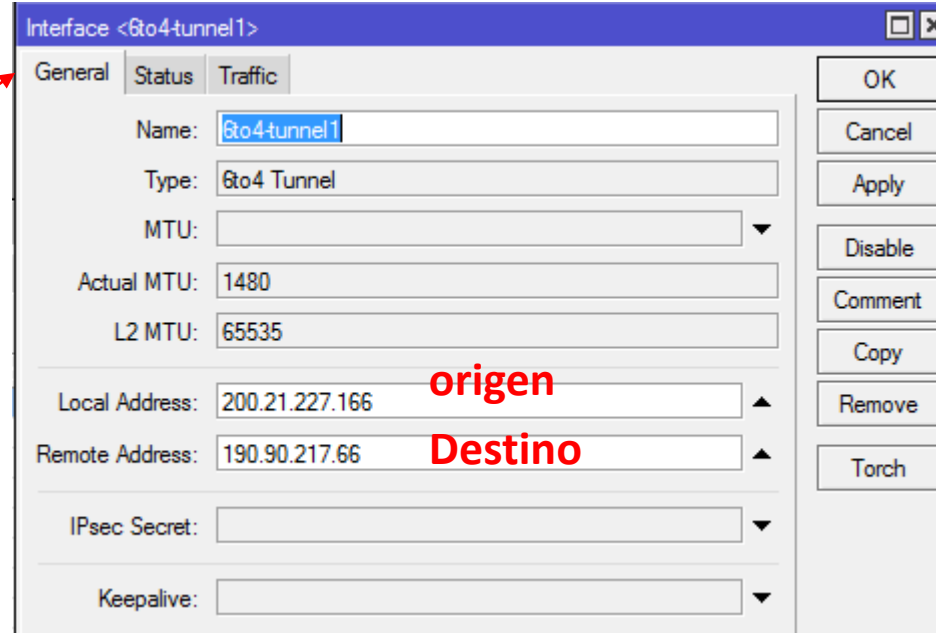 Interface <6to4-tunnel1>
General Status Traffic
OK
Name: 6to4-tunnel1
Cancel
Type: 6to4 Tunnel
Apply
MTU:
Disable
Actual MTU: 1480
Comment
L2 MTU: 65535
Copy
Local Address: 200.21.227.166 origen
Remove
Remote Address: 190.90.217.66 Destino
Torch
IPsec Secret:
Keepalive: